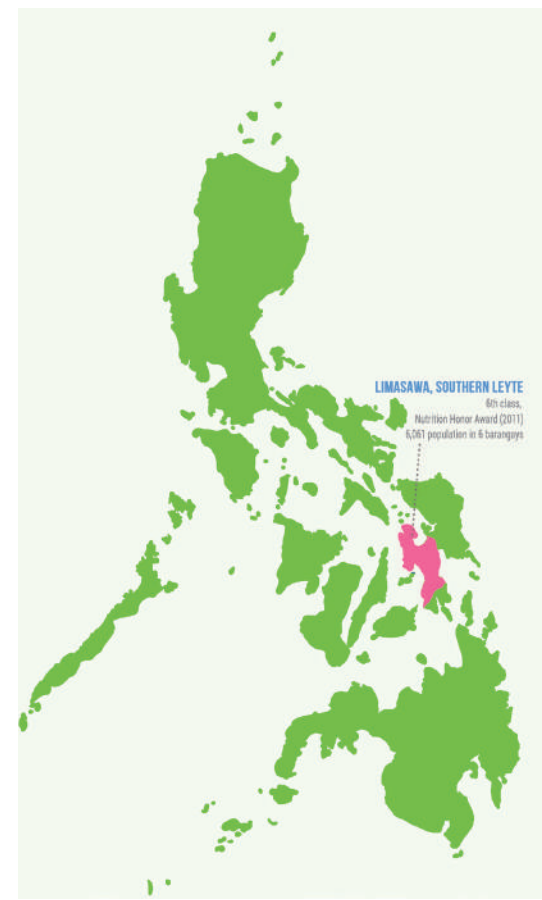 LIMASAWA, SOUTHERN LEYTE
6th class,
Nutrition Honor Award (2011)
6,061 population in 6 barangays